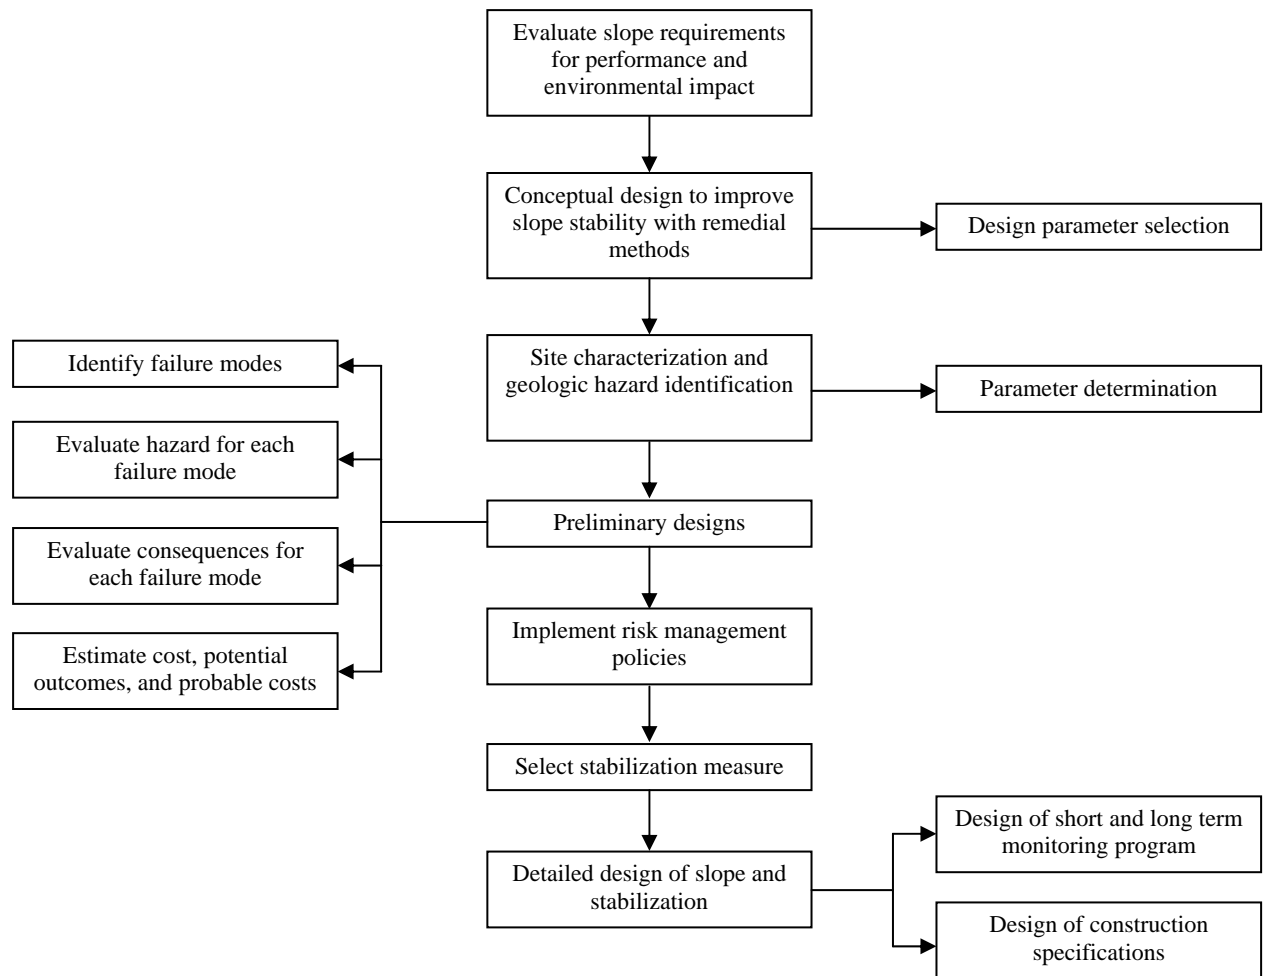 Evaluate slope requirements
for performance and
environmental impact
Conceptual design to improve
slope stability with remedial
methods
Design parameter selection
Site characterization and
geologic hazard identification
Parameter determination
Identify failure modes
Evaluate hazard for each
failure mode
Preliminary designs
Evaluate consequences for
each failure mode
Estimate cost, potential
outcomes, and probable costs
Implement risk management
policies
Select stabilization measure
Detailed design of slope and
stabilization
Design of short and long term
monitoring program
Design of construction
specifications